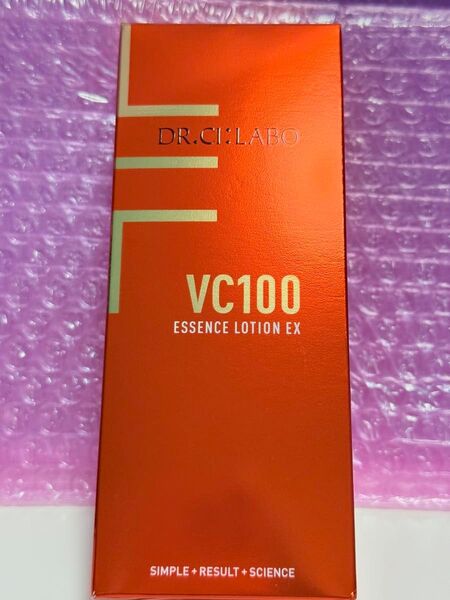 DR.CI:LABO
VC100
ESSENCE LOTION EX
SIMPLE+RESULT+SCIENCE